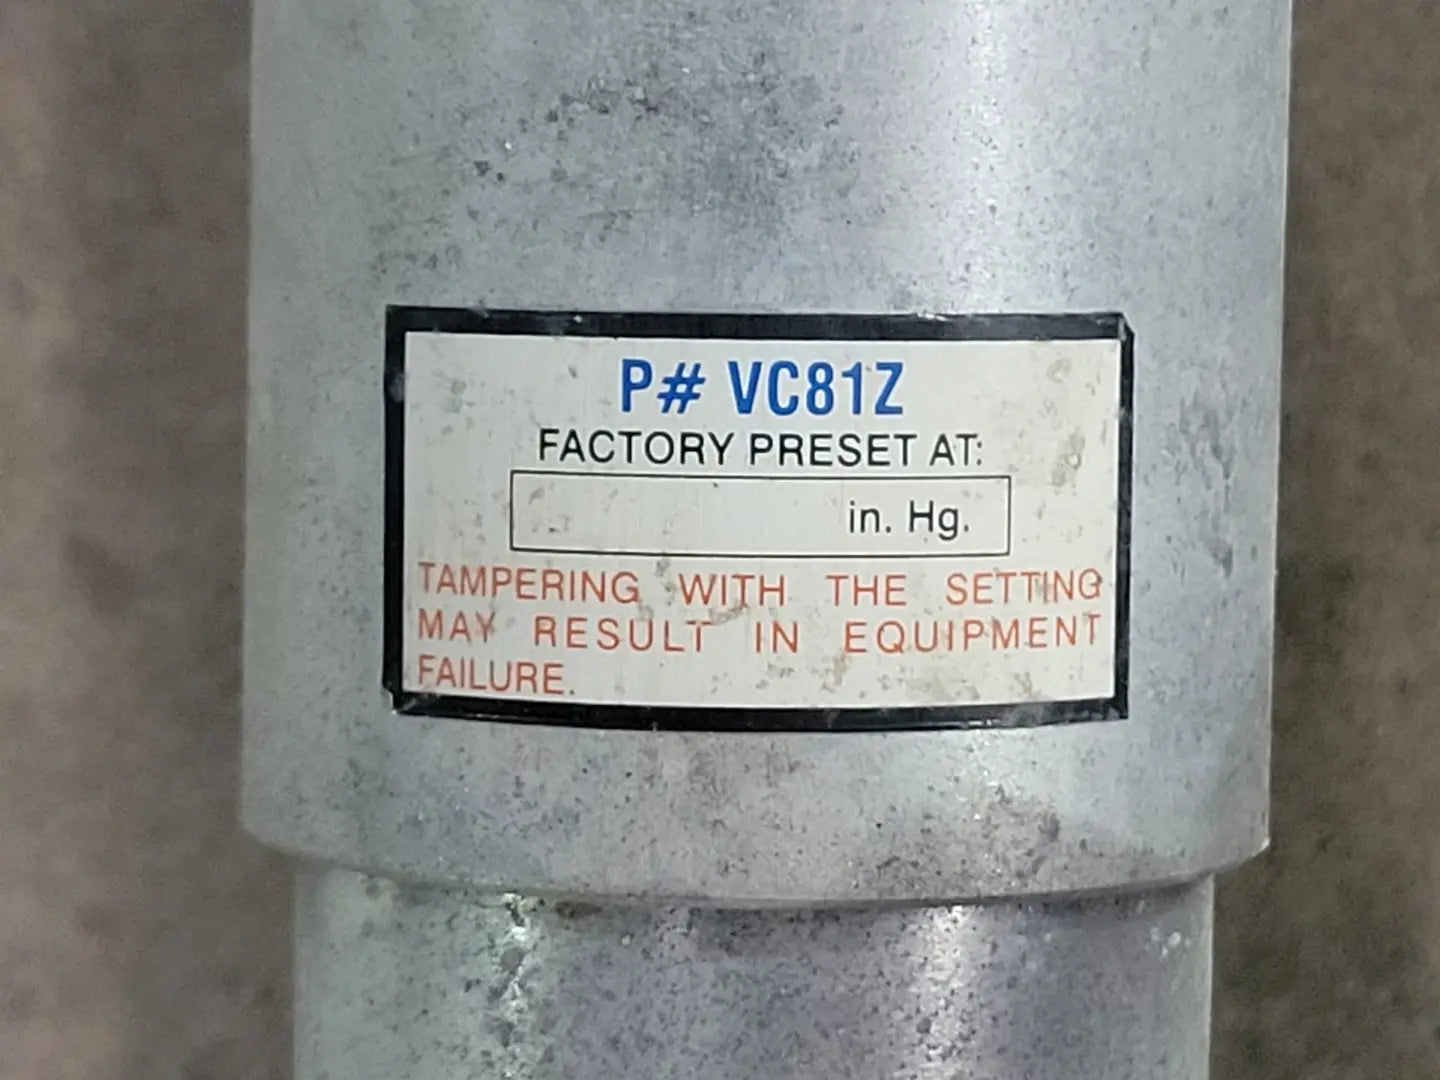 P# VC81Z
FACTORY PRESET AT:
in. Hg.
TAMPERING WITH THE SETTING
MAY RESULT IN EQUIPMENT
FAILURE.